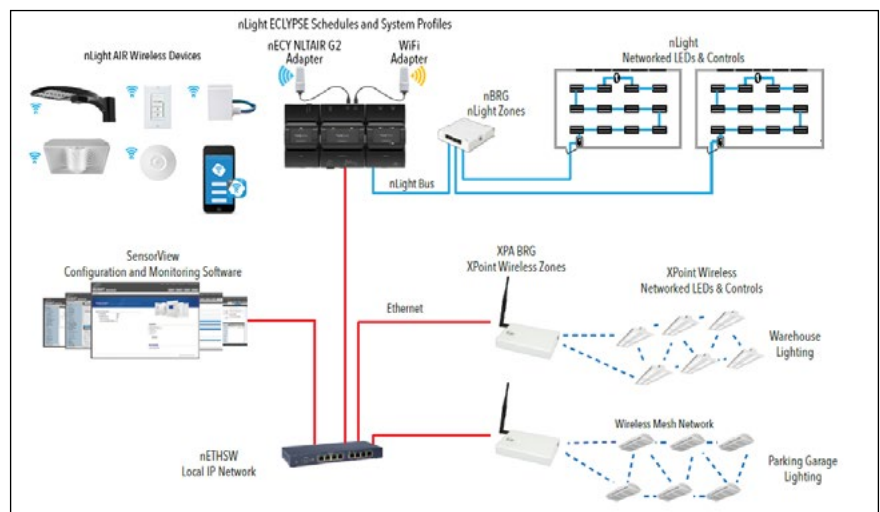 nLight ECLYPSE Schedules and System Profiles
nLight AIR Wireless Devices
nECY NLTAIR G2
Adapter
WiFi
Adapter
nBRG
nLight Zones
nLight
Networked LEDs & Controls
nLight Bus
SensorView
Configuration and Monitoring Software
XPA BRG
XPoint Wireless Zones
XPoint Wireless
Networked LEDs & Controls
Ethernet
Warehouse
Lighting
nETHSW
Local IP Network
Wireless Mesh Network
Parking Garage
Lighting